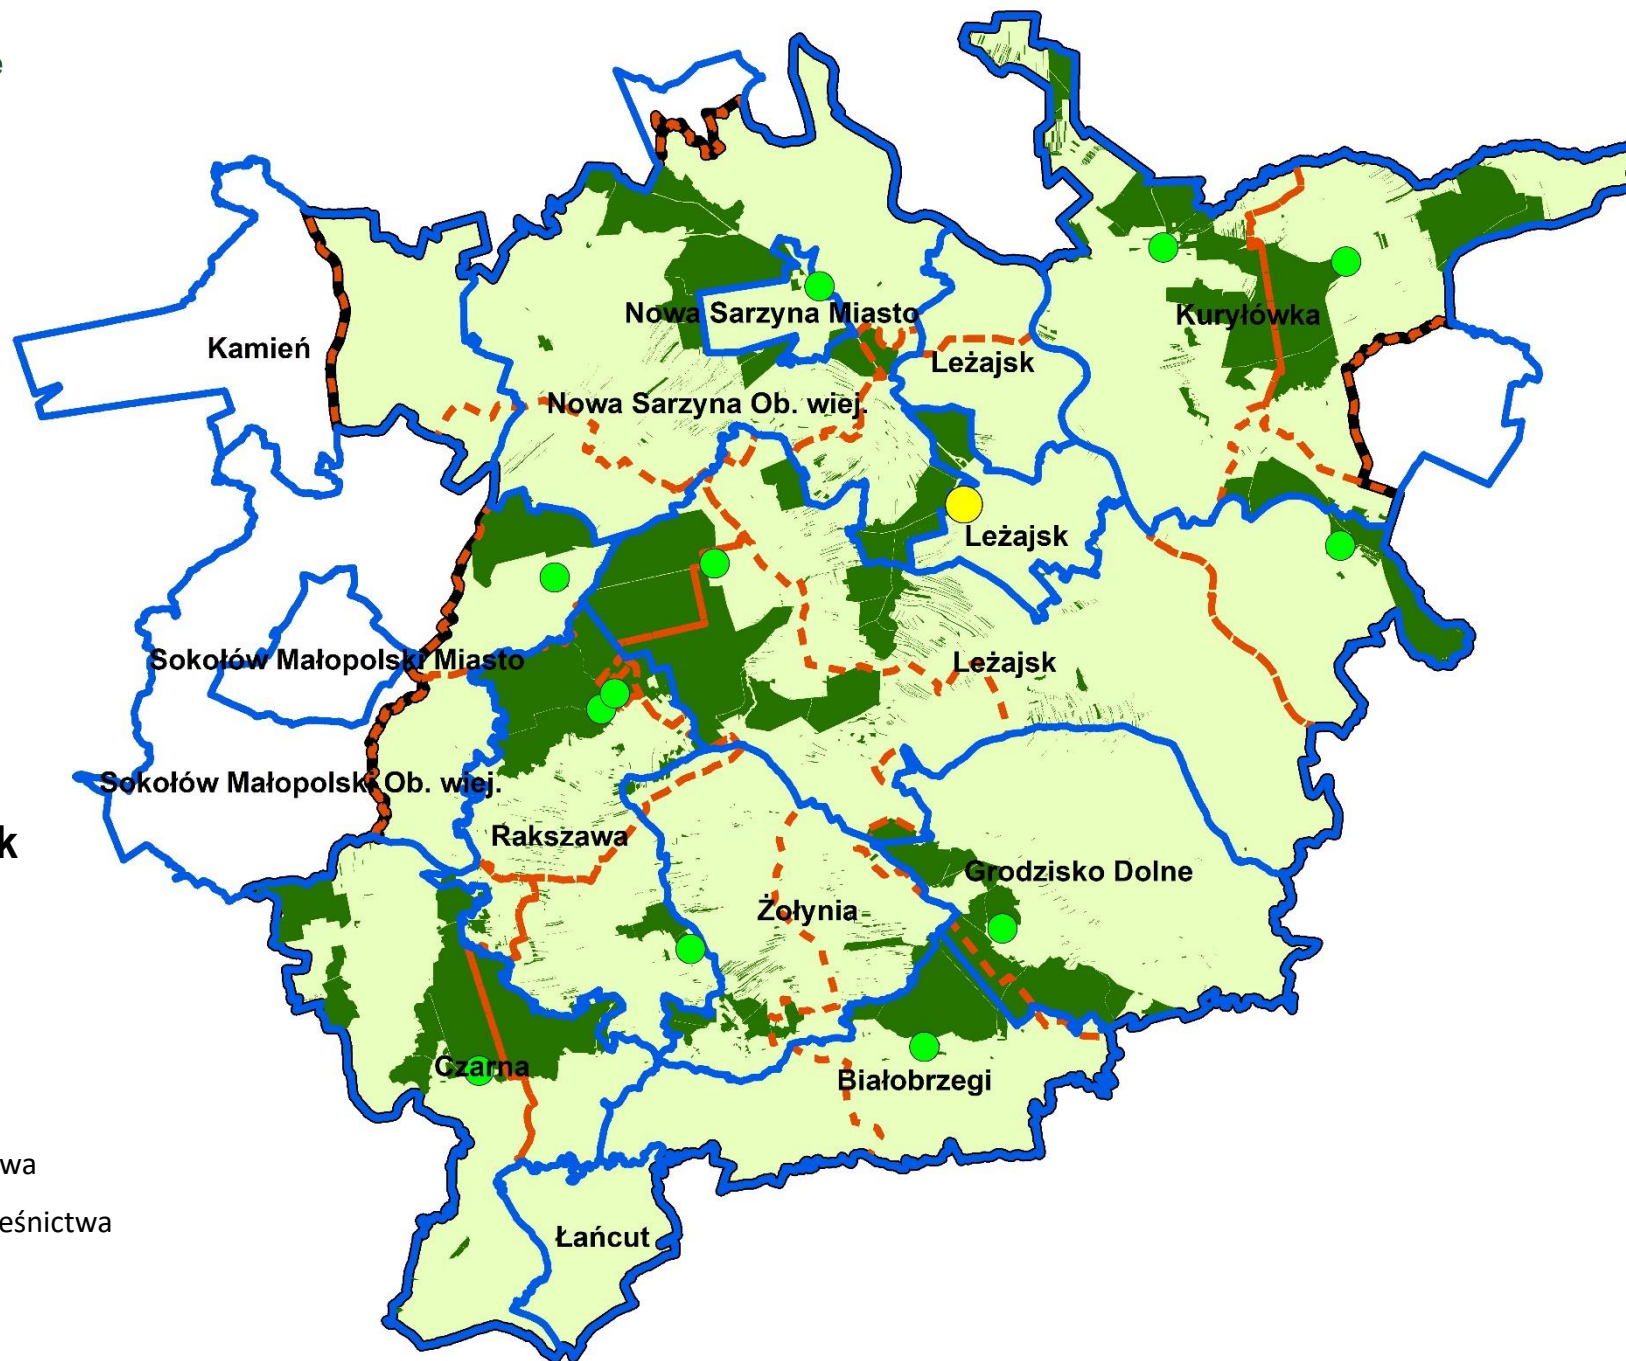 Nowa Sarzyna Miasto
Kuryłówka
Kamień
Leżajsk
Nowa Sarzyna Ob. wiej.
Leżajsk
Sokołów Małopolski Miasto
Leżajsk
Sokołów Małopolski Ob. wiej.
Rakszawa
Grodzisko Dolne
Żołynia
Czarna
Białobrzegi
Łańcut